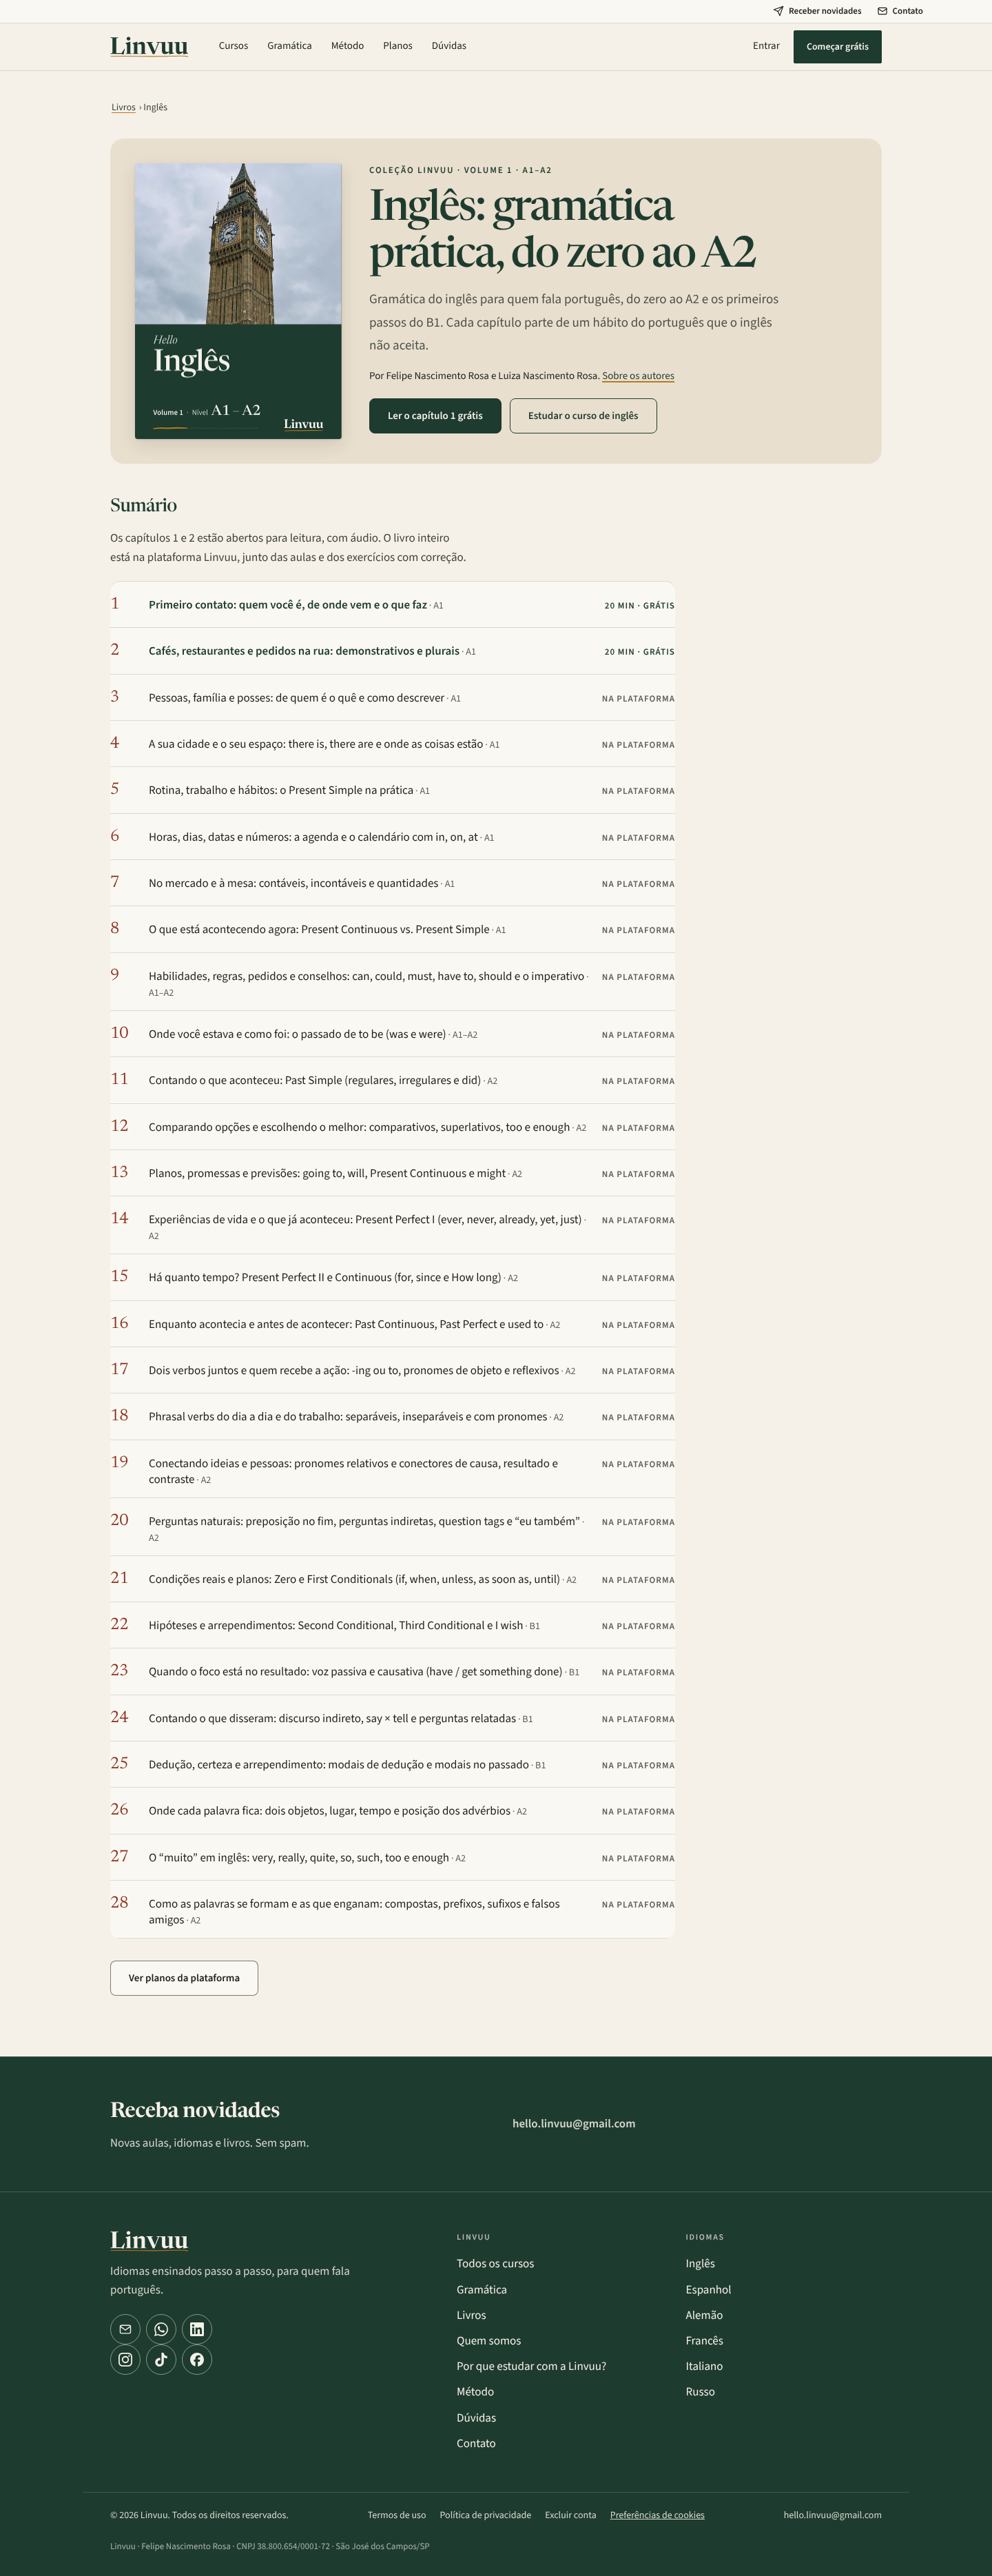 Receber novidades
Contato
Linvuu
Cursos
Gramática
Método
Planos
Dúvidas
Entrar
Começar grátis
Livros › Inglês
COLEÇÃO LINVUU · VOLUME 1 · A1–A2
Inglês: gramática
prática, do zero ao A2
Gramática do inglês para quem fala português, do zero ao A2 e os primeiros
passos do B1. Cada capítulo parte de um hábito do português que o inglês
não aceita.
Por Felipe Nascimento Rosa e Luiza Nascimento Rosa. Sobre os autores
Ler o capítulo 1 grátis
Estudar o curso de inglês
Hello
Inglês
Volume 1 · Nível A1 – A2
Linvuu
Sumário
Os capítulos 1 e 2 estão abertos para leitura, com áudio. O livro inteiro
está na plataforma Linvuu, junto das aulas e dos exercícios com correção.
1 Primeiro contato: quem você é, de onde vem e o que faz · A1 20 MIN · GRÁTIS
2 Cafés, restaurantes e pedidos na rua: demonstrativos e plurais · A1 20 MIN · GRÁTIS
3 Pessoas, família e posses: de quem é o quê e como descrever · A1 NA PLATAFORMA
4 A sua cidade e o seu espaço: there is, there are e onde as coisas estão · A1 NA PLATAFORMA
5 Rotina, trabalho e hábitos: o Present Simple na prática · A1 NA PLATAFORMA
6 Horas, dias, datas e números: a agenda e o calendário com in, on, at · A1 NA PLATAFORMA
7 No mercado e à mesa: contáveis, incontáveis e quantidades · A1 NA PLATAFORMA
8 O que está acontecendo agora: Present Continuous vs. Present Simple · A1 NA PLATAFORMA
9 Habilidades, regras, pedidos e conselhos: can, could, must, have to, should e o imperativo · NA PLATAFORMA
A1–A2
10 Onde você estava e como foi: o passado de to be (was e were) · A1–A2 NA PLATAFORMA
11 Contando o que aconteceu: Past Simple (regulares, irregulares e did) · A2 NA PLATAFORMA
12 Comparando opções e escolhendo o melhor: comparativos, superlativos, too e enough · A2 NA PLATAFORMA
13 Planos, promessas e previsões: going to, will, Present Continuous e might · A2 NA PLATAFORMA
14 Experiências de vida e o que já aconteceu: Present Perfect I (ever, never, already, yet, just) · NA PLATAFORMA
A2
15 Há quanto tempo? Present Perfect II e Continuous (for, since e How long) · A2 NA PLATAFORMA
16 Enquanto acontecia e antes de acontecer: Past Continuous, Past Perfect e used to · A2 NA PLATAFORMA
17 Dois verbos juntos e quem recebe a ação: -ing ou to, pronomes de objeto e reflexivos · A2 NA PLATAFORMA
18 Phrasal verbs do dia a dia e do trabalho: separáveis, inseparáveis e com pronomes · A2 NA PLATAFORMA
19 Conectando ideias e pessoas: pronomes relativos e conectores de causa, resultado e NA PLATAFORMA
contraste · A2
20 Perguntas naturais: preposição no fim, perguntas indiretas, question tags e “eu também” · NA PLATAFORMA
A2
21 Condições reais e planos: Zero e First Conditionals (if, when, unless, as soon as, until) · A2 NA PLATAFORMA
22 Hipóteses e arrependimentos: Second Conditional, Third Conditional e I wish · B1 NA PLATAFORMA
23 Quando o foco está no resultado: voz passiva e causativa (have / get something done) · B1 NA PLATAFORMA
24 Contando o que disseram: discurso indireto, say × tell e perguntas relatadas · B1 NA PLATAFORMA
25 Dedução, certeza e arrependimento: modais de dedução e modais no passado · B1 NA PLATAFORMA
26 Onde cada palavra fica: dois objetos, lugar, tempo e posição dos advérbios · A2 NA PLATAFORMA
27 O “muito” em inglês: very, really, quite, so, such, too e enough · A2 NA PLATAFORMA
28 Como as palavras se formam e as que enganam: compostas, prefixos, sufixos e falsos NA PLATAFORMA
amigos · A2
Ver planos da plataforma
Receba novidades
Novas aulas, idiomas e livros. Sem spam.
hello.linvuu@gmail.com
Linvuu
Idiomas ensinados passo a passo, para quem fala
português.
LINVUU
Todos os cursos
Gramática
Livros
Quem somos
Por que estudar com a Linvuu?
Método
Dúvidas
Contato
IDIOMAS
Inglês
Espanhol
Alemão
Francês
Italiano
Russo
© 2026 Linvuu. Todos os direitos reservados.
Termos de uso
Política de privacidade
Excluir conta
Preferências de cookies
hello.linvuu@gmail.com
Linvuu · Felipe Nascimento Rosa · CNPJ 38.800.654/0001-72 · São José dos Campos/SP